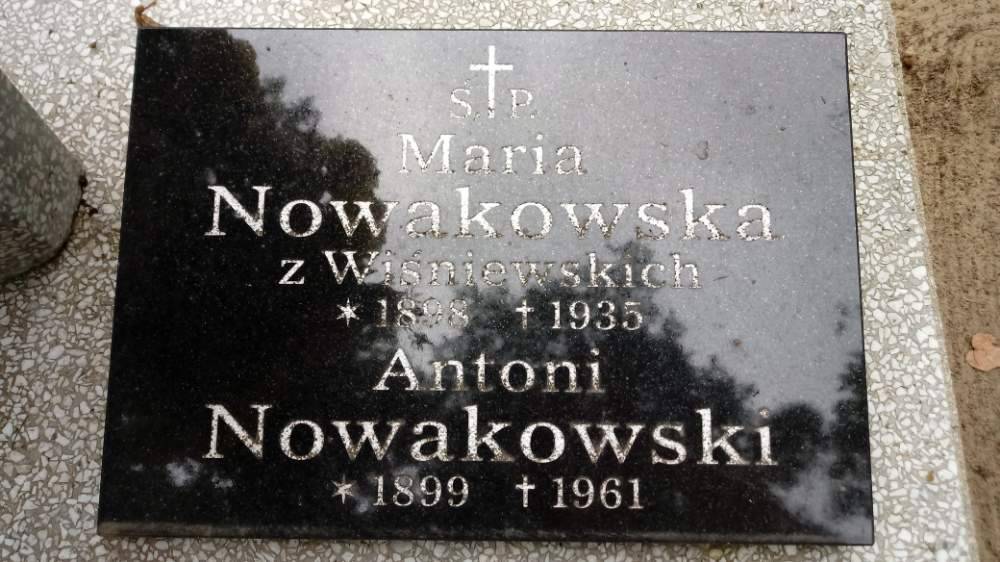 Ś.P.
Maria
Nowakowska
z Wiśniewskich
* 1898 † 1935
Antoni
Nowakowski
* 1899 † 1961